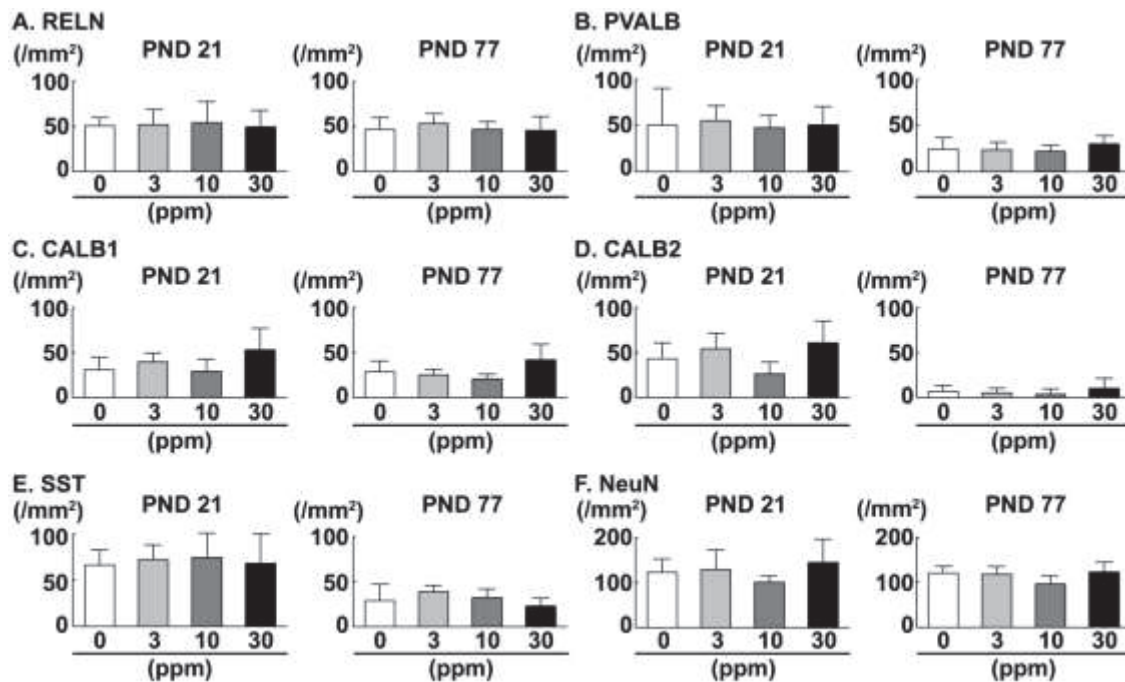 A. RELN
(/mm²) PND 21
100
50
0
0 3 10 30
(ppm)
(/mm²) PND 77
100
50
0
0 3 10 30
(ppm)
B. PVALB
(/mm²) PND 21
100
50
0
0 3 10 30
(ppm)
(/mm²) PND 77
100
50
0
0 3 10 30
(ppm)
C. CALB1
(/mm²) PND 21
100
50
0
0 3 10 30
(ppm)
(/mm²) PND 77
100
50
0
0 3 10 30
(ppm)
D. CALB2
(/mm²) PND 21
100
50
0
0 3 10 30
(ppm)
(/mm²) PND 77
100
50
0
0 3 10 30
(ppm)
E. SST
(/mm²) PND 21
100
50
0
0 3 10 30
(ppm)
(/mm²) PND 77
100
50
0
0 3 10 30
(ppm)
F. NeuN
(/mm²) PND 21
200
100
0
0 3 10 30
(ppm)
(/mm²) PND 77
200
100
0
0 3 10 30
(ppm)